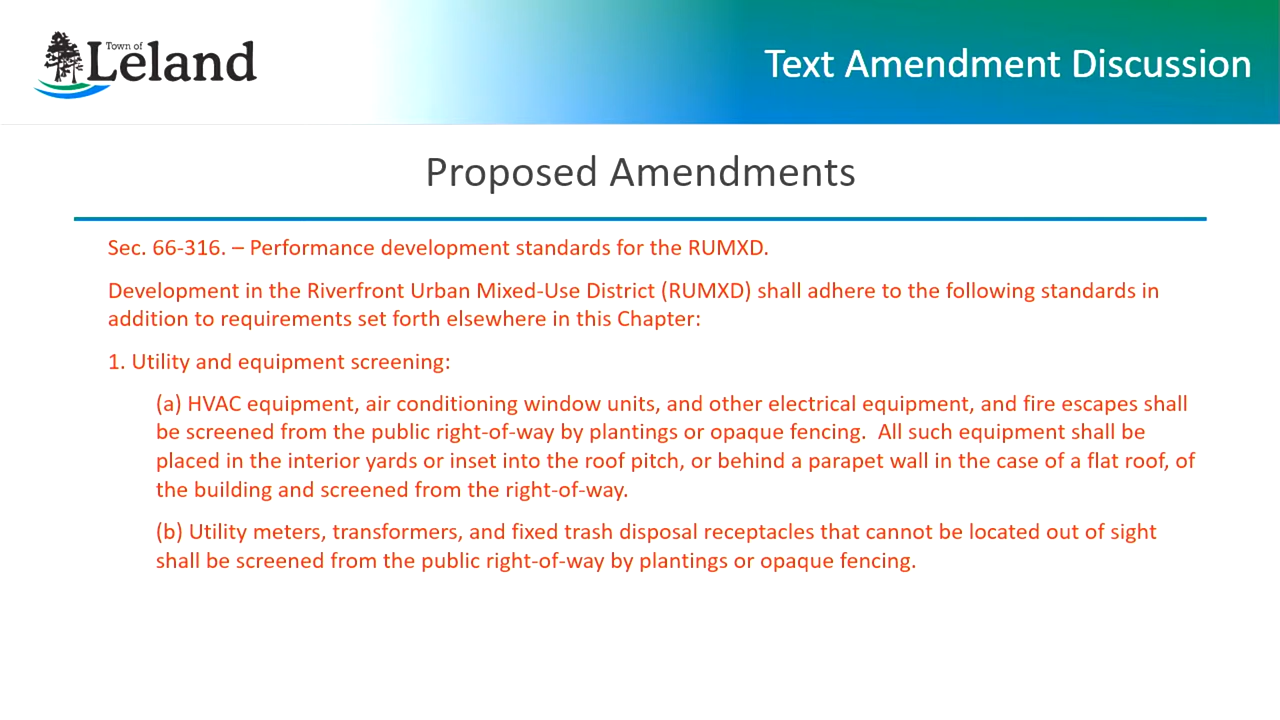 Town of
Leland
Text Amendment Discussion
Proposed Amendments
Sec. 66-316. – Performance development standards for the RUMXD.
Development in the Riverfront Urban Mixed-Use District (RUMXD) shall adhere to the following standards in
addition to requirements set forth elsewhere in this Chapter:
1. Utility and equipment screening:
(a) HVAC equipment, air conditioning window units, and other electrical equipment, and fire escapes shall
be screened from the public right-of-way by plantings or opaque fencing.  All such equipment shall be
placed in the interior yards or inset into the roof pitch, or behind a parapet wall in the case of a flat roof, of
the building and screened from the right-of-way.
(b) Utility meters, transformers, and fixed trash disposal receptacles that cannot be located out of sight
shall be screened from the public right-of-way by plantings or opaque fencing.